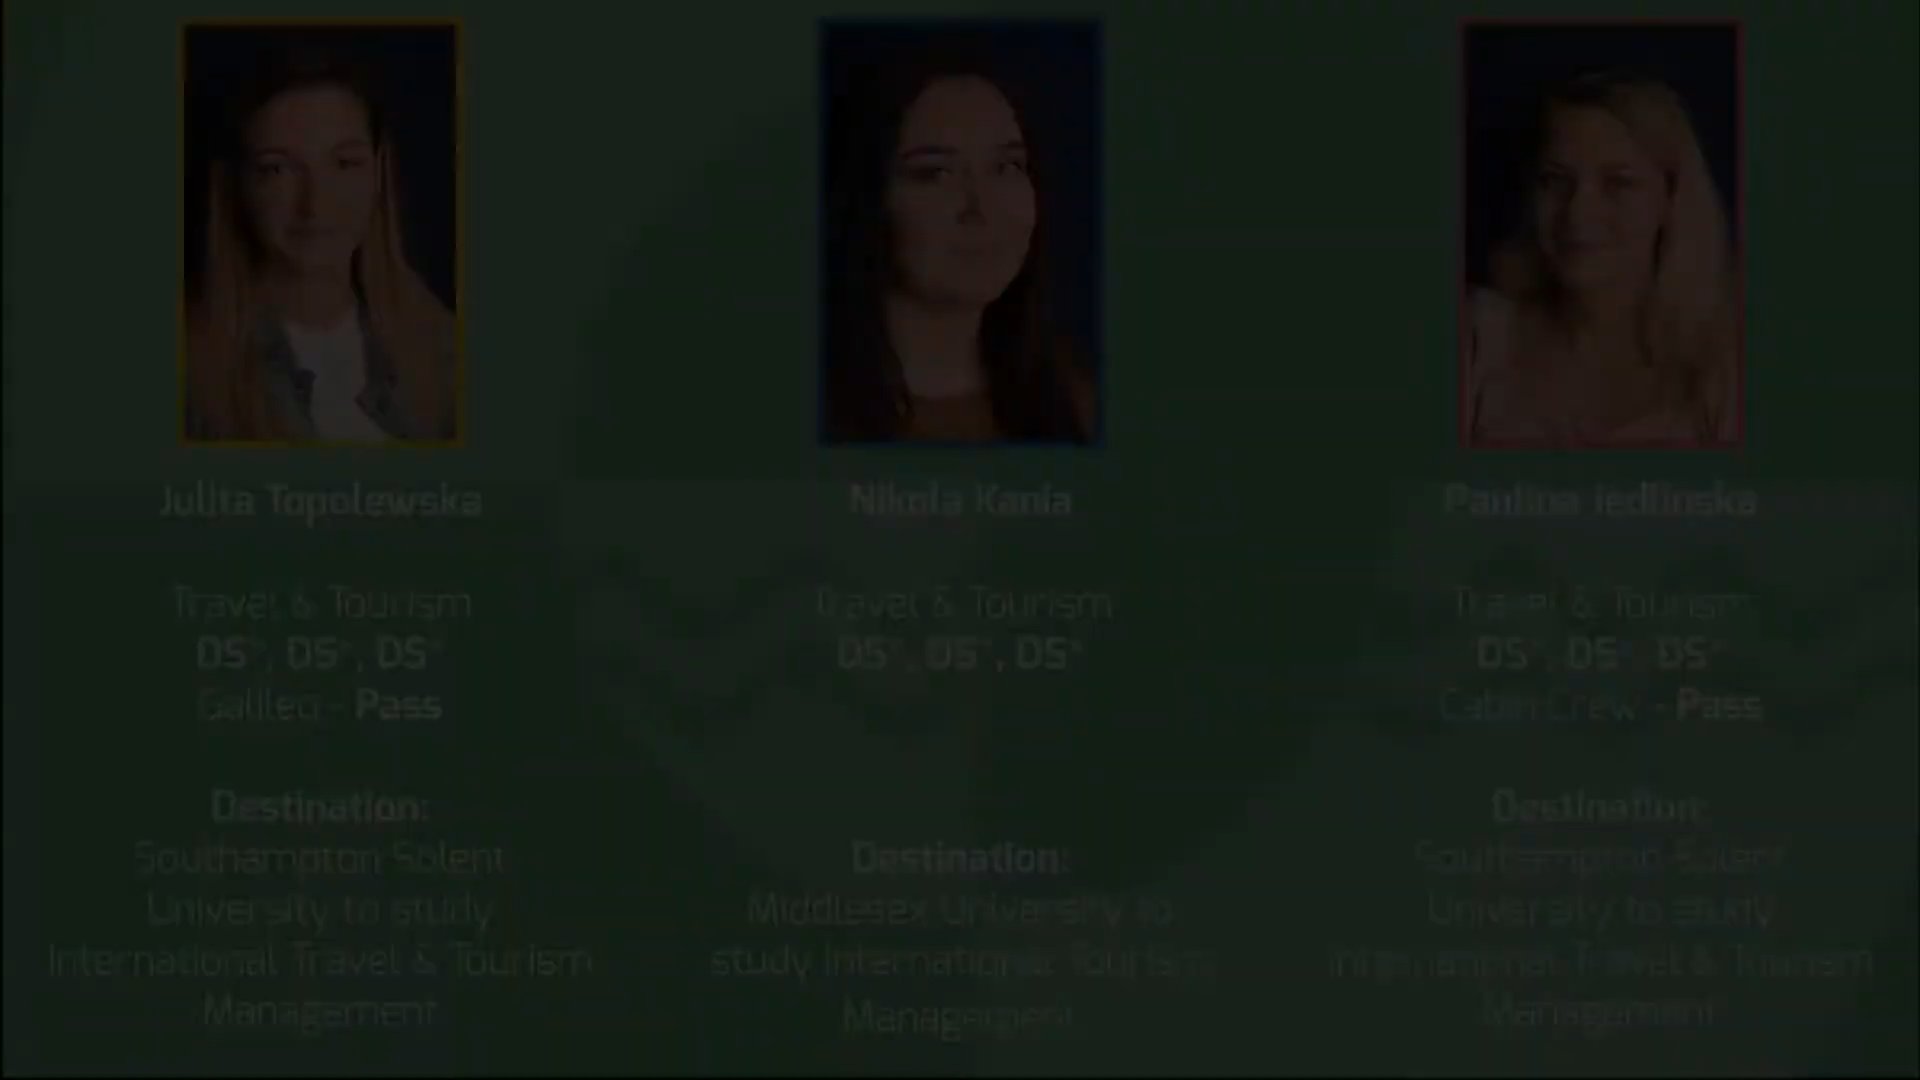 Julita Topolewska
Travel & Tourism
DS*, DS*, DS*
Galileo - Pass
Destination:
Southampton Solent
University to study
International Travel & Tourism
Management
Nikola Kania
Travel & Tourism
DS*, DS*, DS*
Destination:
Middlesex University to
study International Tourism
Management
Paulina Jedlinska
Travel & Tourism
DS*, DS*, DS*
Cabin Crew - Pass
Destination:
Southampton Solent
University to study
International Travel & Tourism
Management